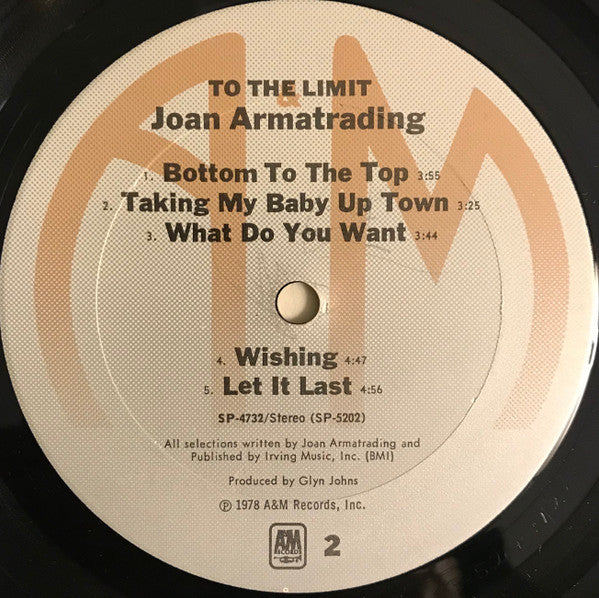 A&M
TO THE LIMIT
Joan Armatrading
1. Bottom To The Top 3:55
2. Taking My Baby Up Town 3:25
3. What Do You Want 3:44
4. Wishing 4:47
5. Let It Last 4:56
SP-4732/Stereo (SP-5202)
All selections written by Joan Armatrading and
Published by Irving Music, Inc. (BMI)
Produced by Glyn Johns
Ⓟ 1978 A&M Records, Inc.
A&M
RECORDS
2